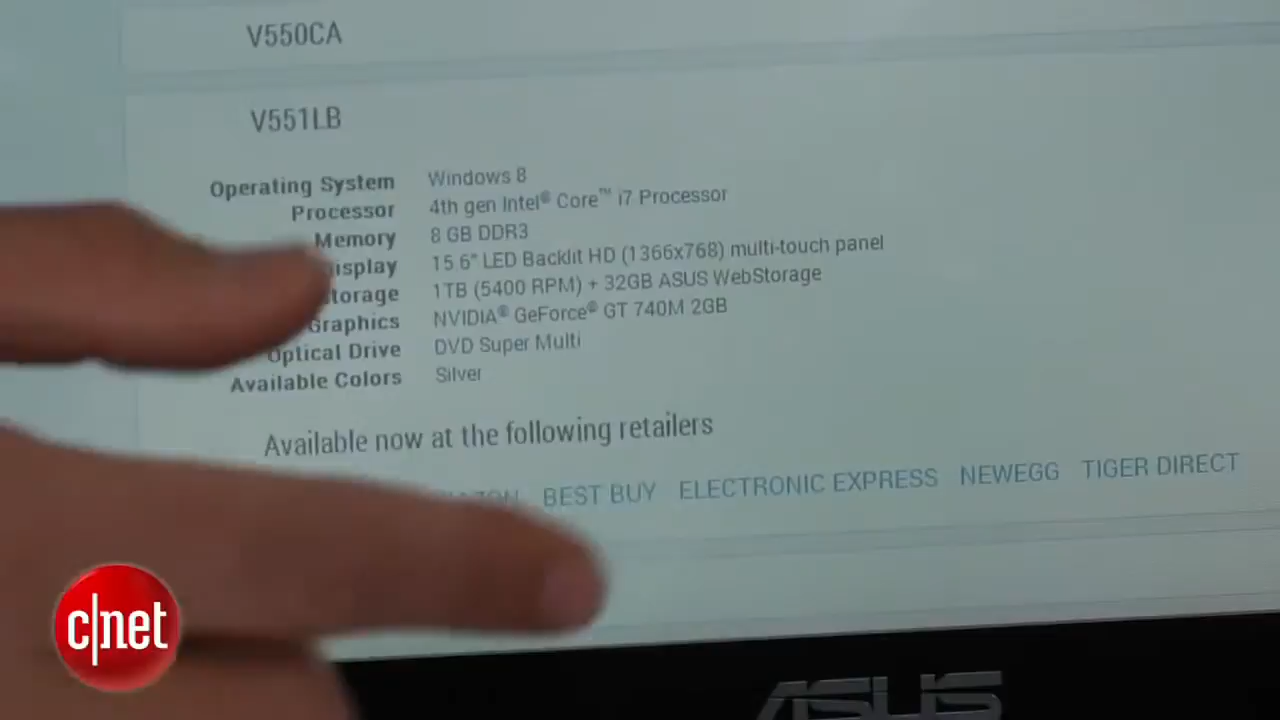 V550CA
V551LB
Operating System Windows 8
Processor 4th gen Intel® Core™ i7 Processor
Memory 8 GB DDR3
isplay 15.6" LED Backlit HD (1366x768) multi-touch panel
torage 1TB (5400 RPM) + 32GB ASUS WebStorage
Graphics NVIDIA® GeForce® GT 740M 2GB
Optical Drive DVD Super Multi
Available Colors Silver
Available now at the following retailers
BEST BUY ELECTRONIC EXPRESS NEWEGG TIGER DIRECT
c|net
ASUS